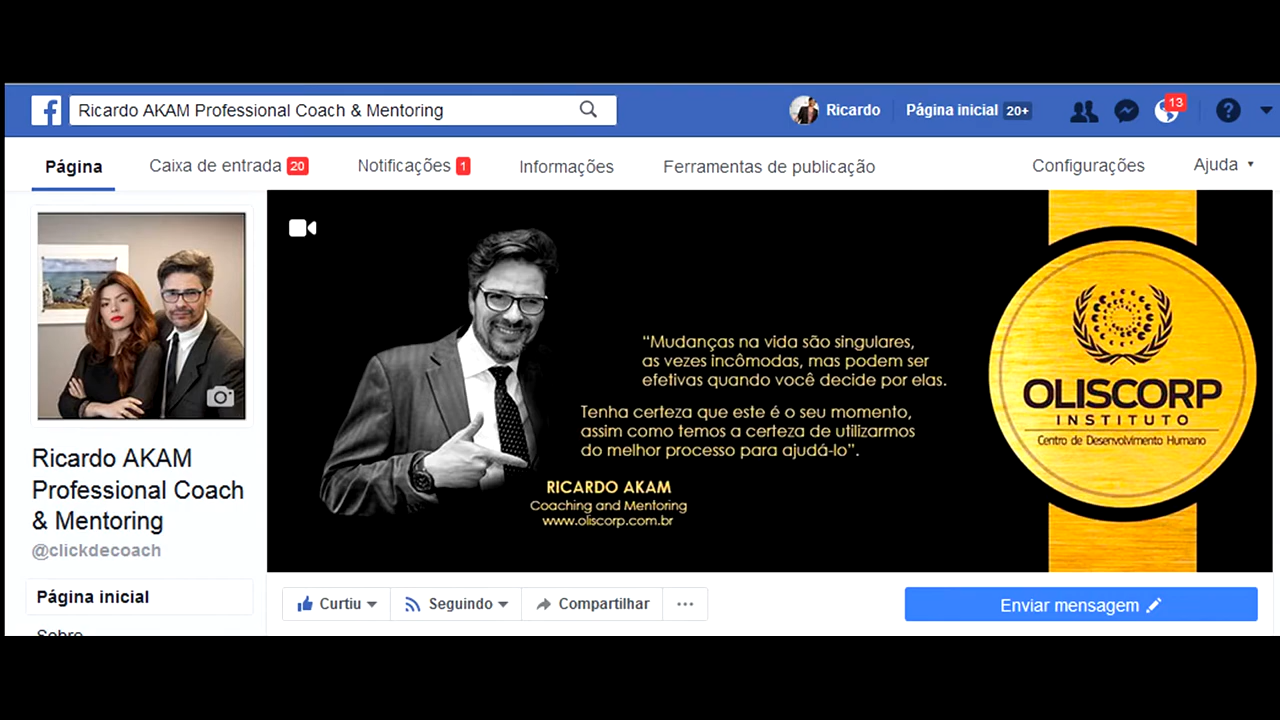 Ricardo AKAM Professional Coach & Mentoring
Ricardo
Página inicial 20+
13
Página
Caixa de entrada 20
Notificações 1
Informações
Ferramentas de publicação
Configurações
Ajuda
“Mudanças na vida são singulares,
as vezes incômodas, mas podem ser
efetivas quando você decide por elas.
Tenha certeza que este é o seu momento,
assim como temos a certeza de utilizarmos
do melhor processo para ajudá-lo”.
RICARDO AKAM
Coaching and Mentoring
www.oliscorp.com.br
OLISCORP
INSTITUTO
Centro de Desenvolvimento Humano
Ricardo AKAM
Professional Coach
& Mentoring
@clickdecoach
Página inicial
Sobre
Curtiu
Seguindo
Compartilhar
Enviar mensagem